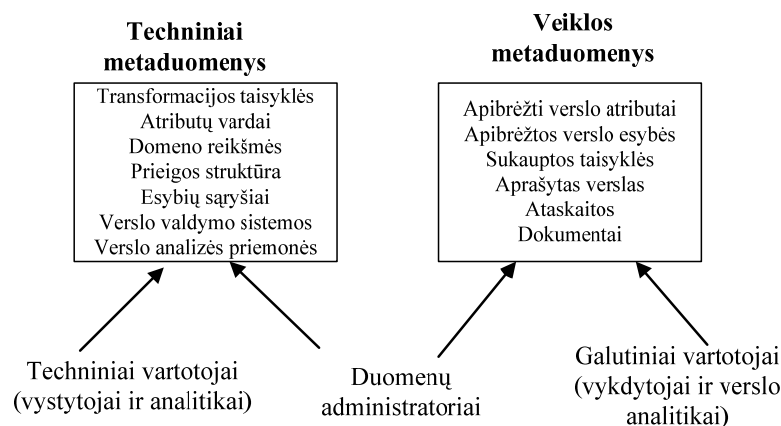 Techniniai
metaduomenys
Transformacijos taisyklės
Atributų vardai
Domeno reikšmės
Prieigos struktūra
Esybių sąryšiai
Verslo valdymo sistemos
Verslo analizės priemonės
Veiklos
metaduomenys
Apibrėžti verslo atributai
Apibrėžtos verslo esybės
Sukauptos taisyklės
Aprašytas verslas
Ataskaitos
Dokumentai
Techniniai vartotojai
(vystytojai ir analitikai)
Duomenų
administratoriai
Galutiniai vartotojai
(vykdytojai ir verslo
analitikai)